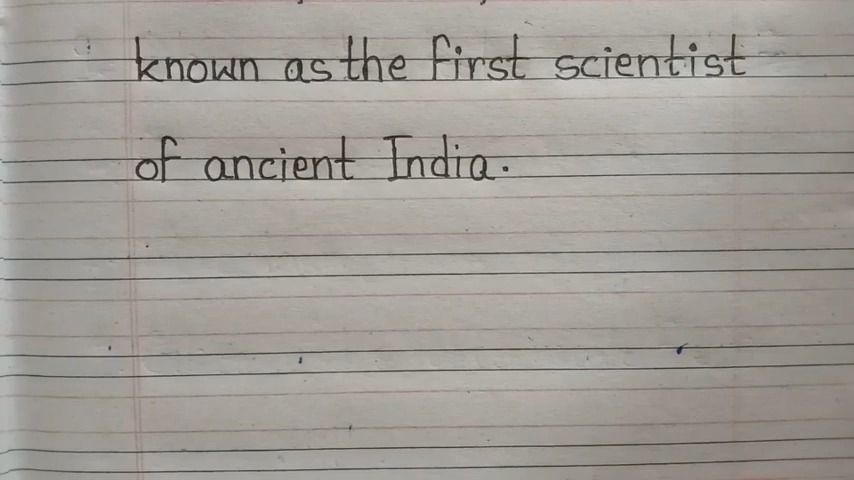 known as the first scientist
of ancient India.